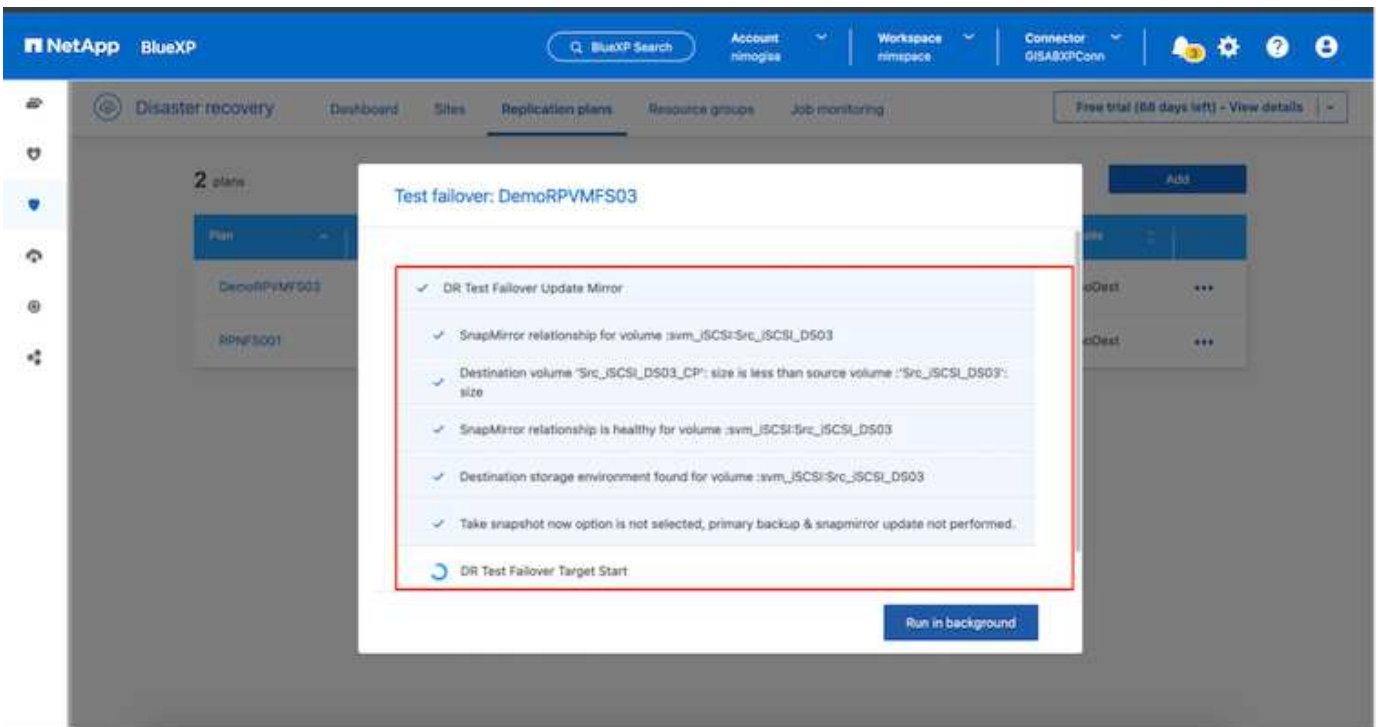 NetApp BlueXP
BlueXP Search
Account
nimogisa
Workspace
nimspace
Connector
GISABXPConn
3
Disaster recovery
Dashboard
Sites
Replication plans
Resource groups
Job monitoring
Free trial (68 days left) - View details
2 plans
Add
Test failover: DemoRPVMFS03
Plan
DemoRPVMFS03
RPNFS001
DR Test Failover Update Mirror
SnapMirror relationship for volume :svm_iSCSI:Src_iSCSI_DS03
Destination volume 'Src_iSCSI_DS03_CP': size is less than source volume :'Src_iSCSI_DS03':
size
SnapMirror relationship is healthy for volume :svm_iSCSI:Src_iSCSI_DS03
Destination storage environment found for volume :svm_iSCSI:Src_iSCSI_DS03
Take snapshot now option is not selected, primary backup & snapmirror update not performed.
DR Test Failover Target Start
oDest
oDest
Run in background